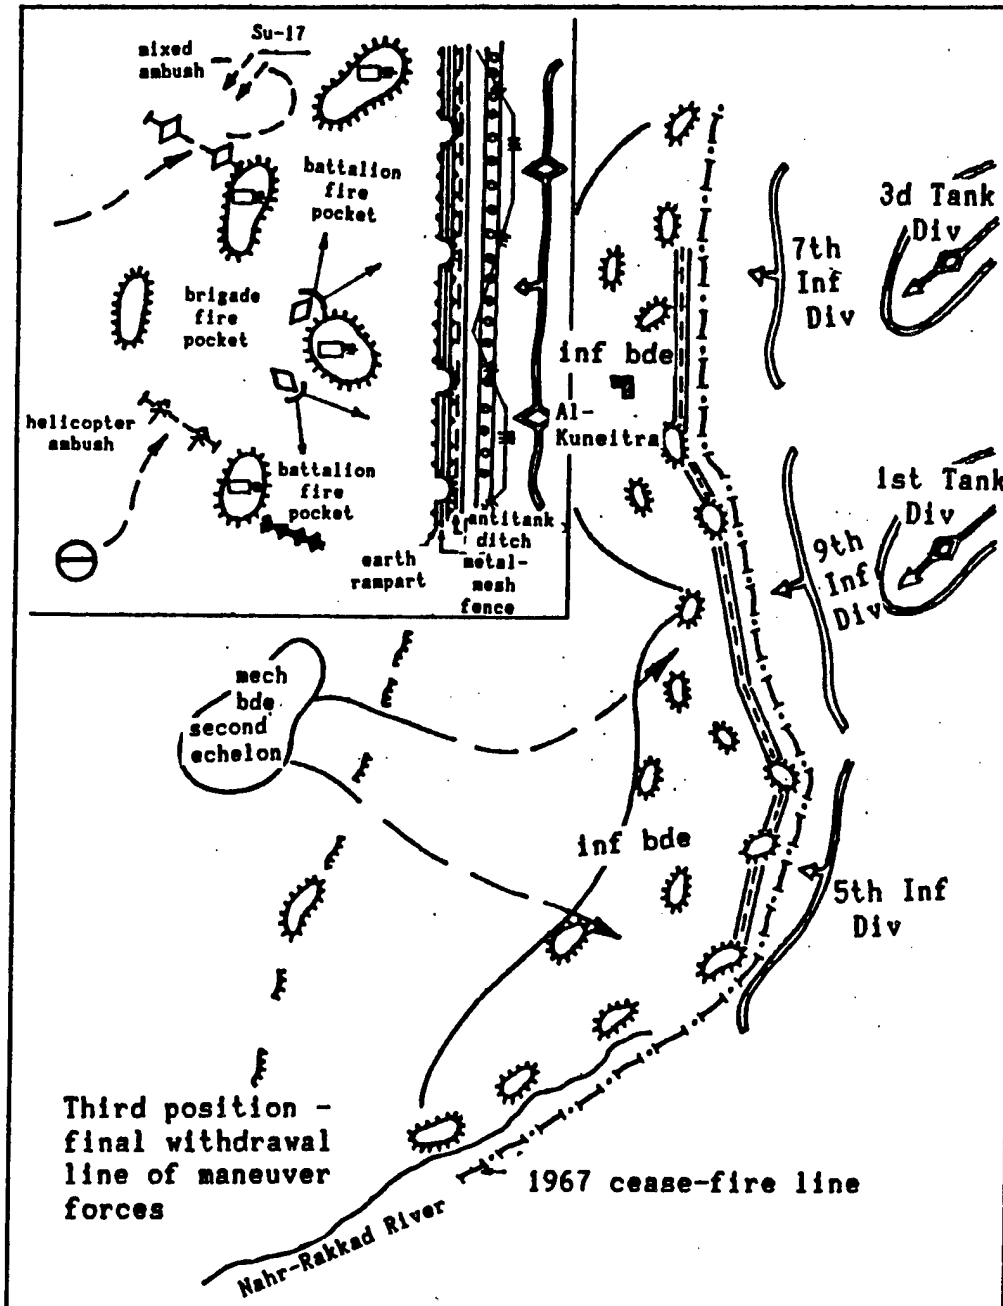 Su-17
mixed
ambush
battalion
fire
pocket
brigade
fire
pocket
helicopter
ambush
battalion
fire
pocket
earth
rampart
antitank
ditch
metal-
mesh
fence
3d Tank
Div
7th
Inf
Div
inf bde
Al-
Kuneitra
1st Tank
Div
9th
Inf
Div
mech
bde
second
echelon
inf bde
5th Inf
Div
Third position -
final withdrawal
line of maneuver
forces
1967 cease-fire line
Nahr-Rakkad River